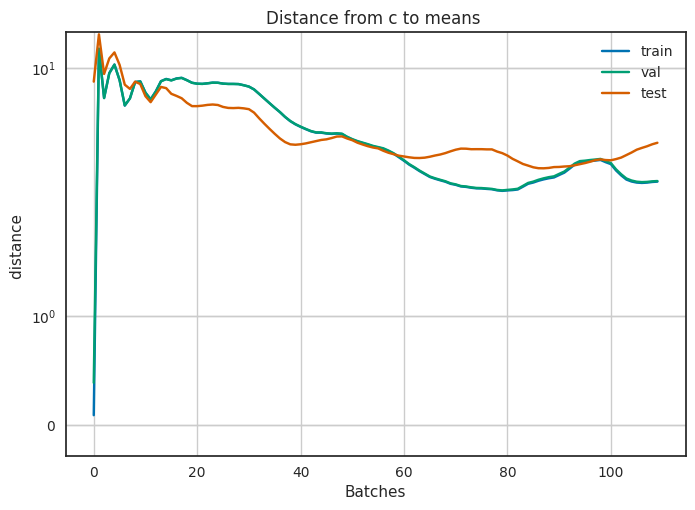 Distance from c to means
train
val
test
distance
10¹
10⁰
0
0
20
40
60
80
100
Batches